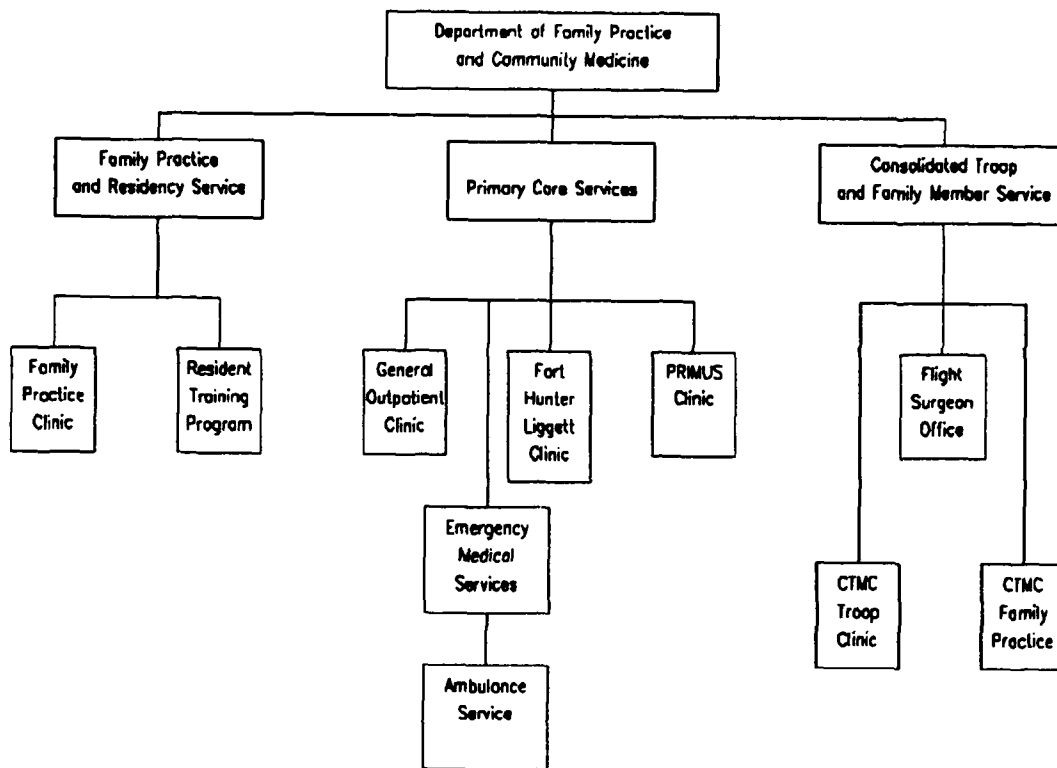 Department of Family Practice
and Community Medicine
Family Practice
and Residency Service
Primary Care Services
Consolidated Troop
and Family Member Service
Family
Practice
Clinic
Resident
Training
Program
General
Outpatient
Clinic
Fort
Hunter
Liggett
Clinic
PRIMUS
Clinic
Flight
Surgeon
Office
Emergency
Medical
Services
CTMC
Troop
Clinic
CTMC
Family
Practice
Ambulance
Service